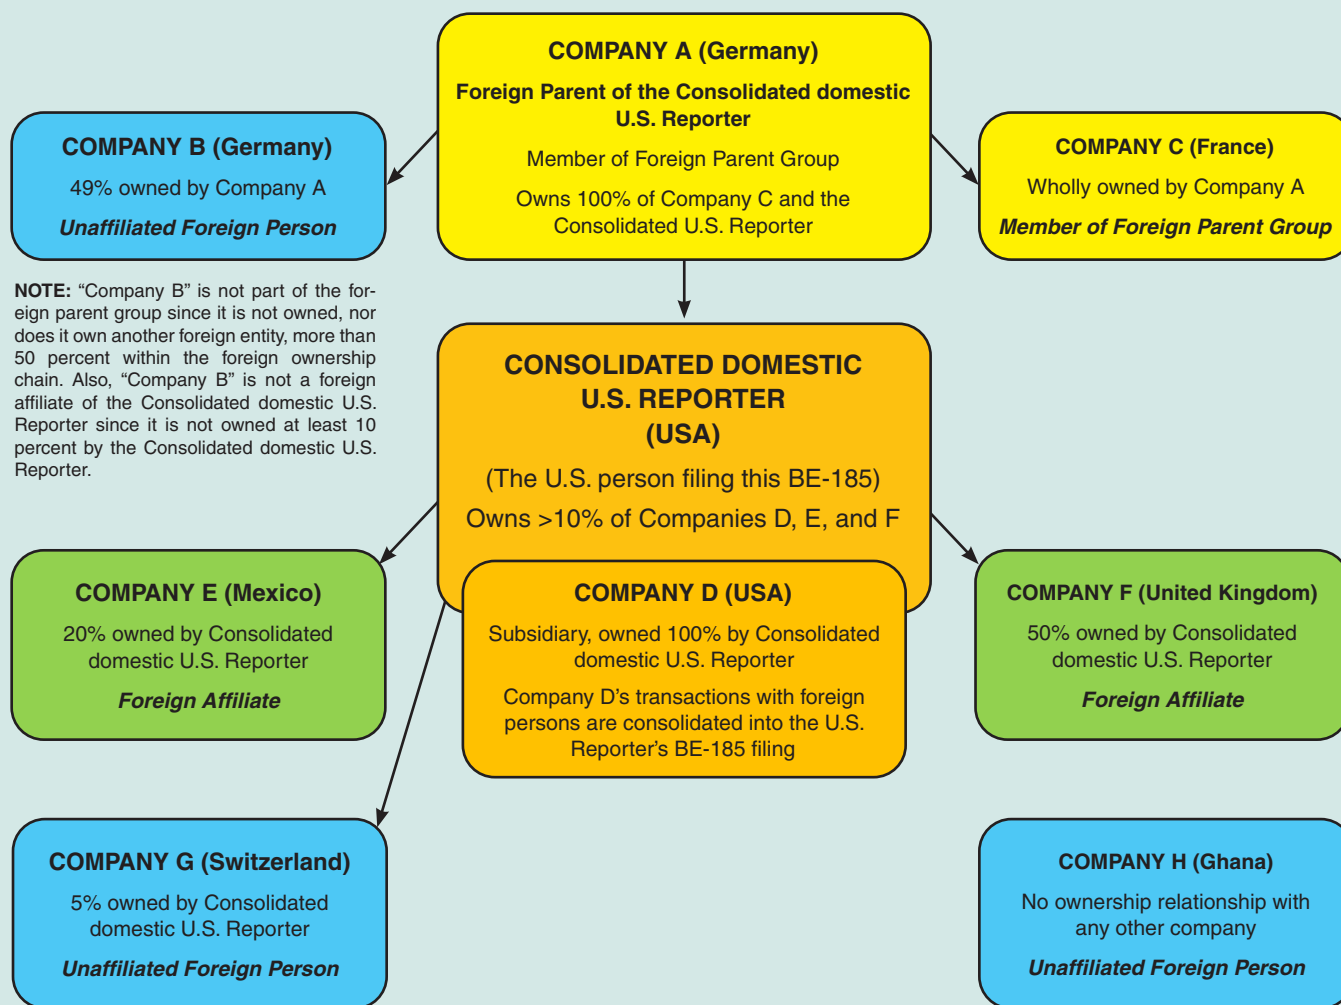 COMPANY A (Germany)
Foreign Parent of the Consolidated domestic
U.S. Reporter
Member of Foreign Parent Group
Owns 100% of Company C and the
Consolidated U.S. Reporter
COMPANY B (Germany)
49% owned by Company A
Unaffiliated Foreign Person
COMPANY C (France)
Wholly owned by Company A
Member of Foreign Parent Group
NOTE: “Company B” is not part of the for-
eign parent group since it is not owned, nor
does it own another foreign entity, more than
50 percent within the foreign ownership
chain. Also, “Company B” is not a foreign
affiliate of the Consolidated domestic U.S.
Reporter since it is not owned at least 10
percent by the Consolidated domestic U.S.
Reporter.
CONSOLIDATED DOMESTIC
U.S. REPORTER
(USA)
(The U.S. person filing this BE-185)
Owns >10% of Companies D, E, and F
COMPANY E (Mexico)
20% owned by Consolidated
domestic U.S. Reporter
Foreign Affiliate
COMPANY D (USA)
Subsidiary, owned 100% by Consolidated
domestic U.S. Reporter
Company D’s transactions with foreign
persons are consolidated into the U.S.
Reporter’s BE-185 filing
COMPANY F (United Kingdom)
50% owned by Consolidated
domestic U.S. Reporter
Foreign Affiliate
COMPANY G (Switzerland)
5% owned by Consolidated
domestic U.S. Reporter
Unaffiliated Foreign Person
COMPANY H (Ghana)
No ownership relationship with
any other company
Unaffiliated Foreign Person